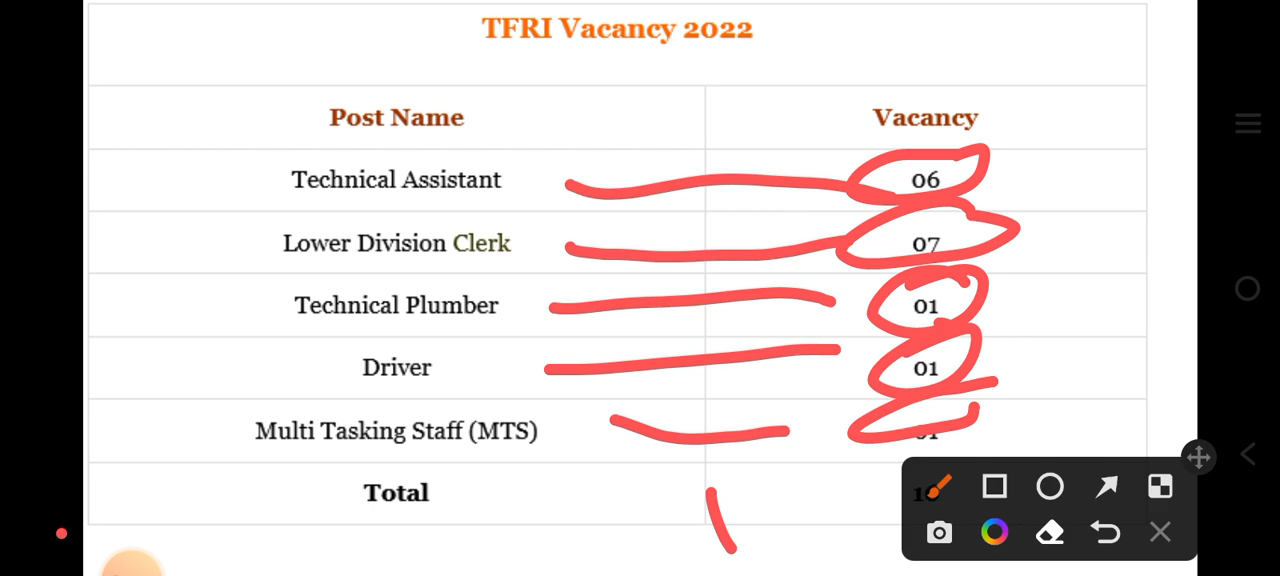 TFRI Vacancy 2022
Post Name Vacancy
Technical Assistant 06
Lower Division Clerk 07
Technical Plumber 01
Driver 01
Multi Tasking Staff (MTS)
Total